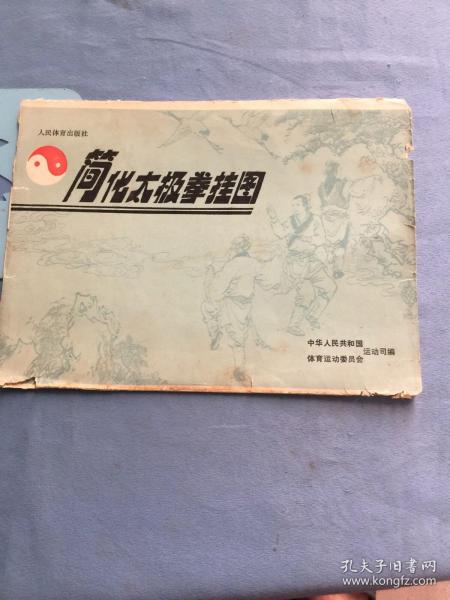 人民体育出版社
简化太极拳挂图
中华人民共和国
体育运动委员会
运动司编
孔夫子旧书网
www.kongfz.com